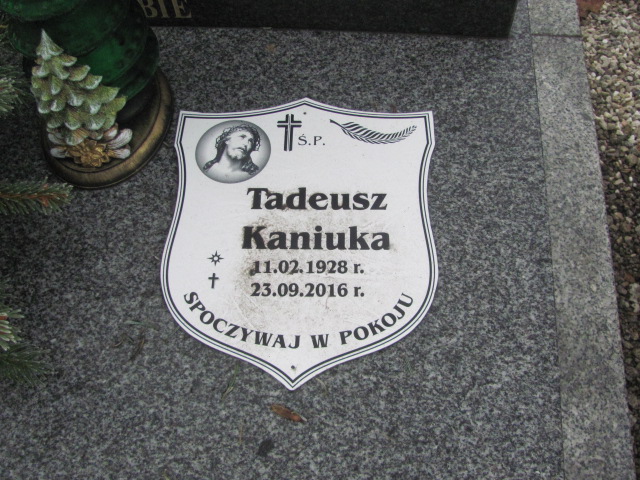 BIE
Ś.P.
Tadeusz
Kaniuka
11.02.1928 r.
23.09.2016 r.
SPOCZYWAJ W POKOJU